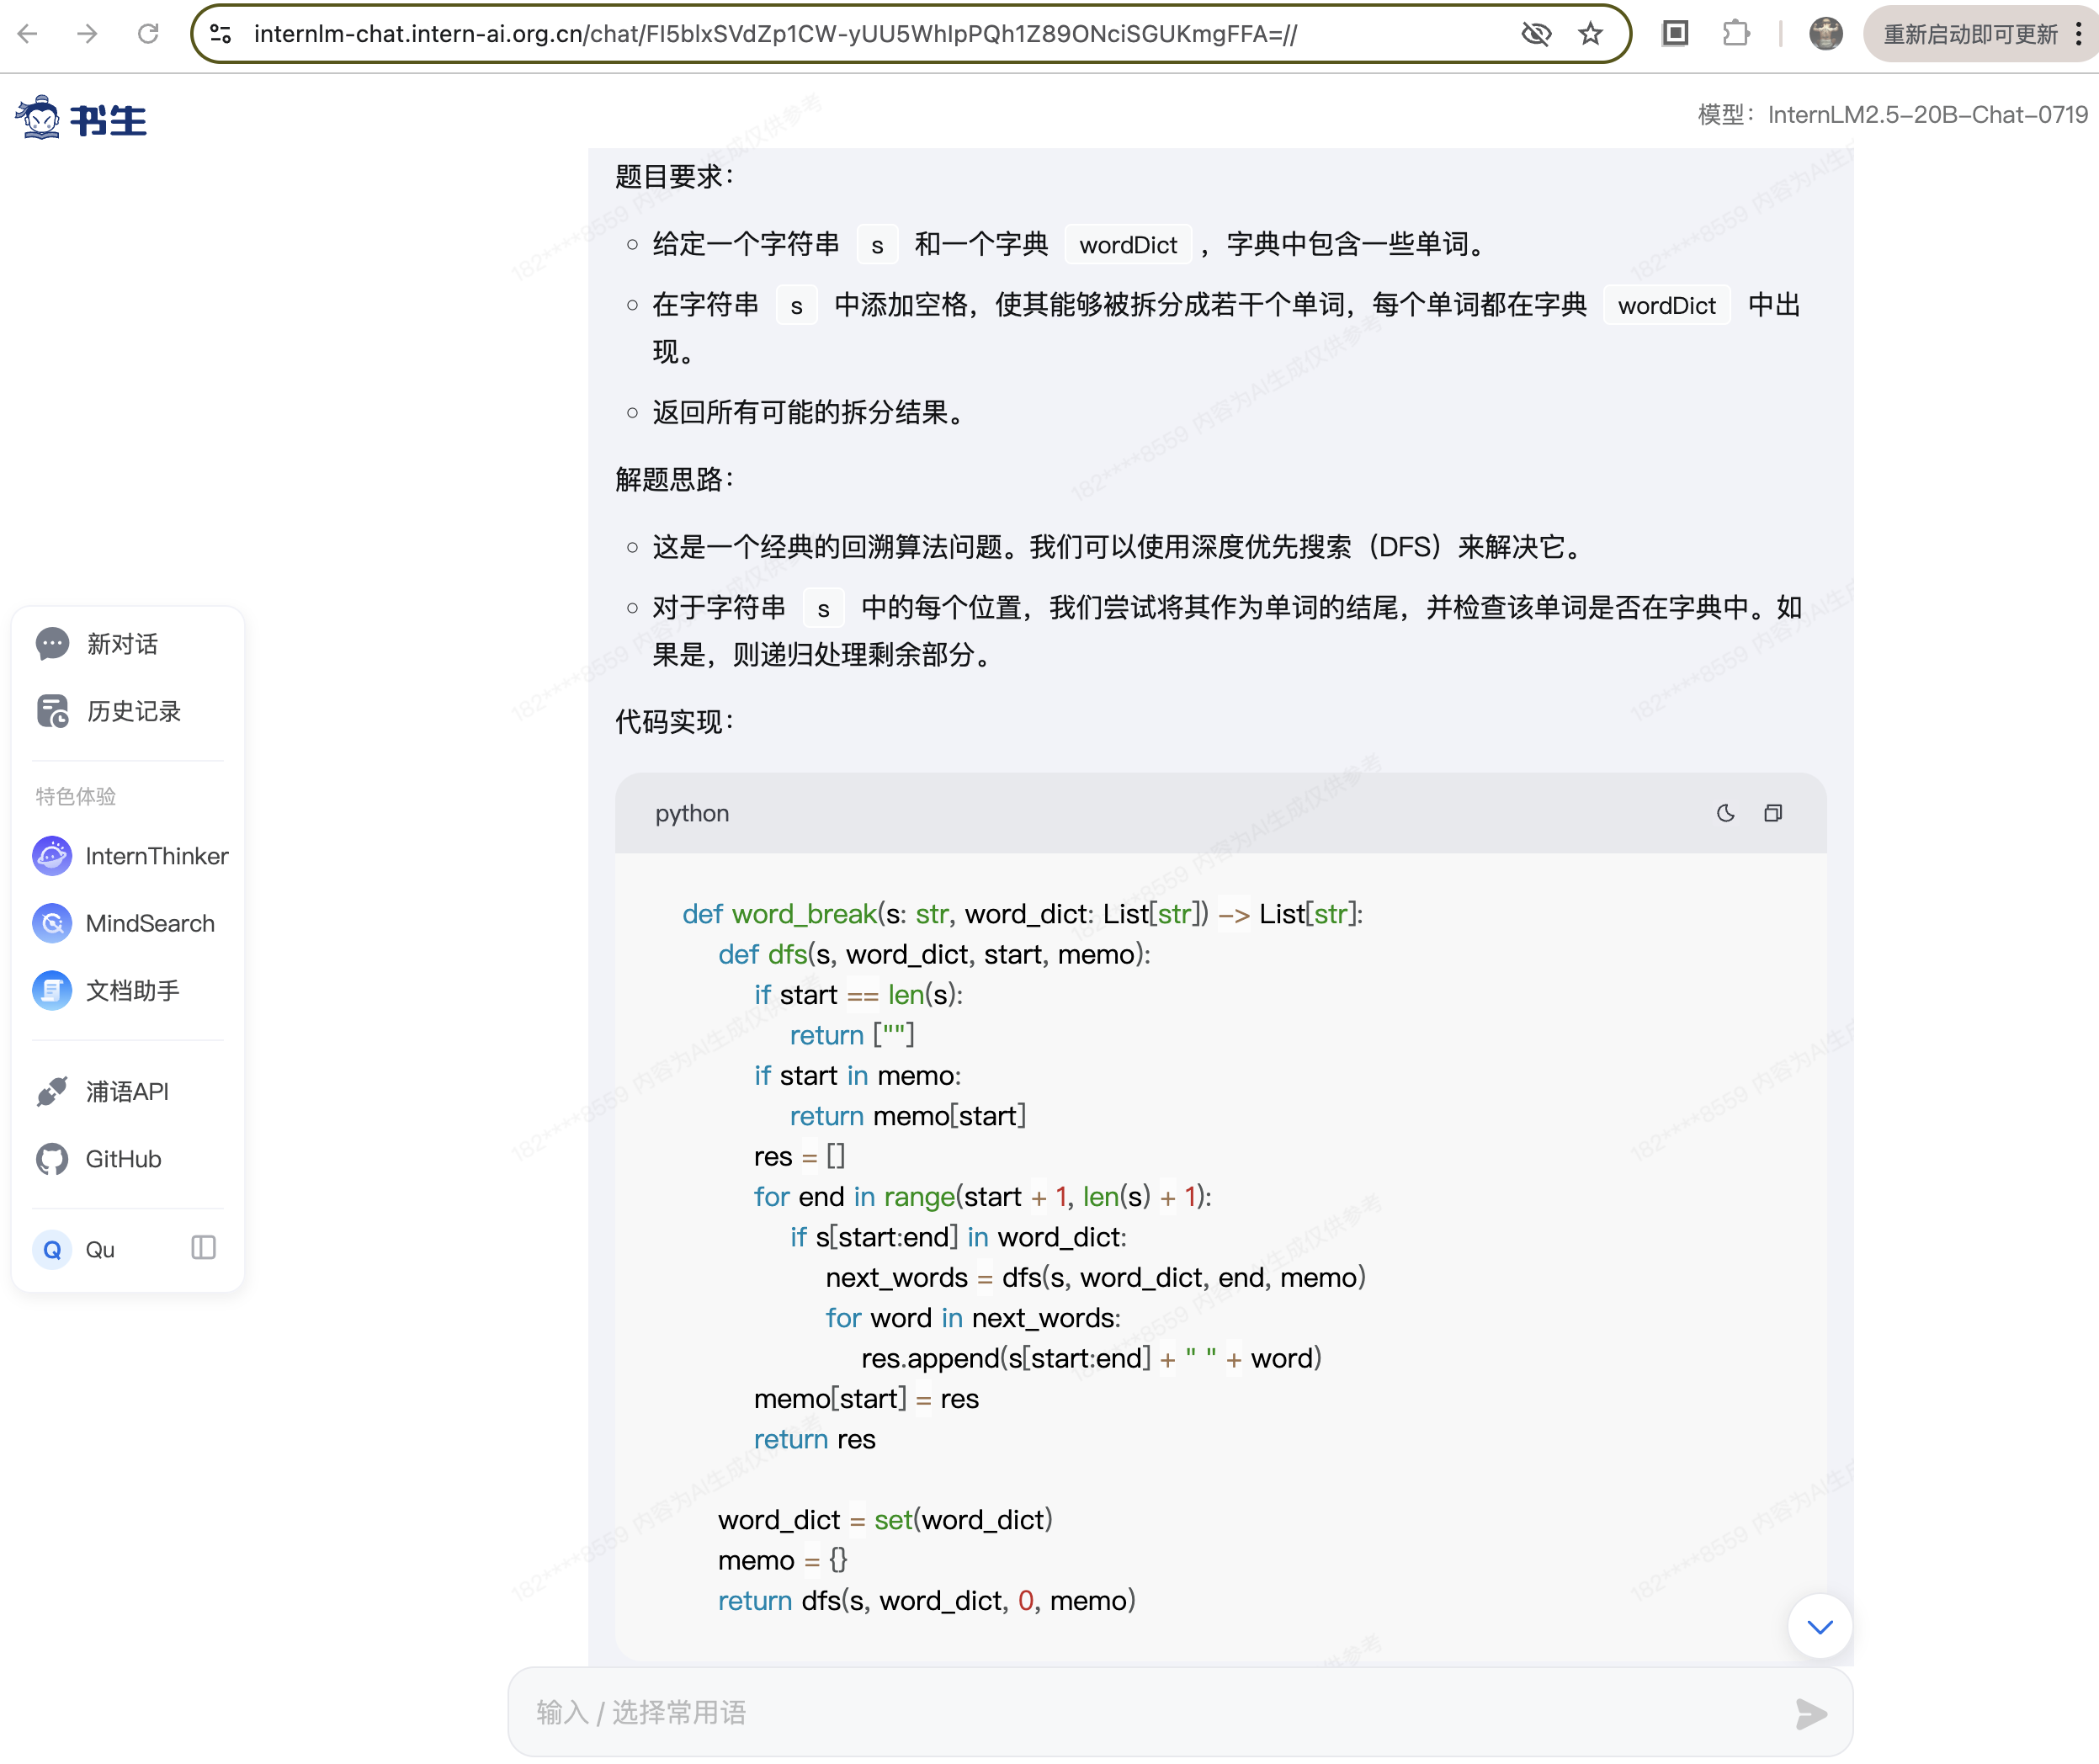 internlm-chat.intern-ai.org.cn/chat/FI5blxSVdZp1CW-yUU5WhIpPQh1Z89ONciSGUKmgFFA=//
重新启动即可更新
书生
模型：InternLM2.5-20B-Chat-0719
题目要求：
给定一个字符串 s 和一个字典 wordDict ，字典中包含一些单词。
在字符串 s 中添加空格，使其能够被拆分成若干个单词，每个单词都在字典 wordDict 中出
现。
返回所有可能的拆分结果。
解题思路：
这是一个经典的回溯算法问题。我们可以使用深度优先搜索（DFS）来解决它。
对于字符串 s 中的每个位置，我们尝试将其作为单词的结尾，并检查该单词是否在字典中。如
果是，则递归处理剩余部分。
代码实现：
python
def word_break(s: str, word_dict: List[str]) -> List[str]:
def dfs(s, word_dict, start, memo):
if start == len(s):
return [""]
if start in memo:
return memo[start]
res = []
for end in range(start + 1, len(s) + 1):
if s[start:end] in word_dict:
next_words = dfs(s, word_dict, end, memo)
for word in next_words:
res.append(s[start:end] + " " + word)
memo[start] = res
return res
word_dict = set(word_dict)
memo = {}
return dfs(s, word_dict, 0, memo)
新对话
历史记录
特色体验
InternThinker
MindSearch
文档助手
浦语API
GitHub
Q Qu
输入 / 选择常用语
182****8559 内容为AI生成仅供参考